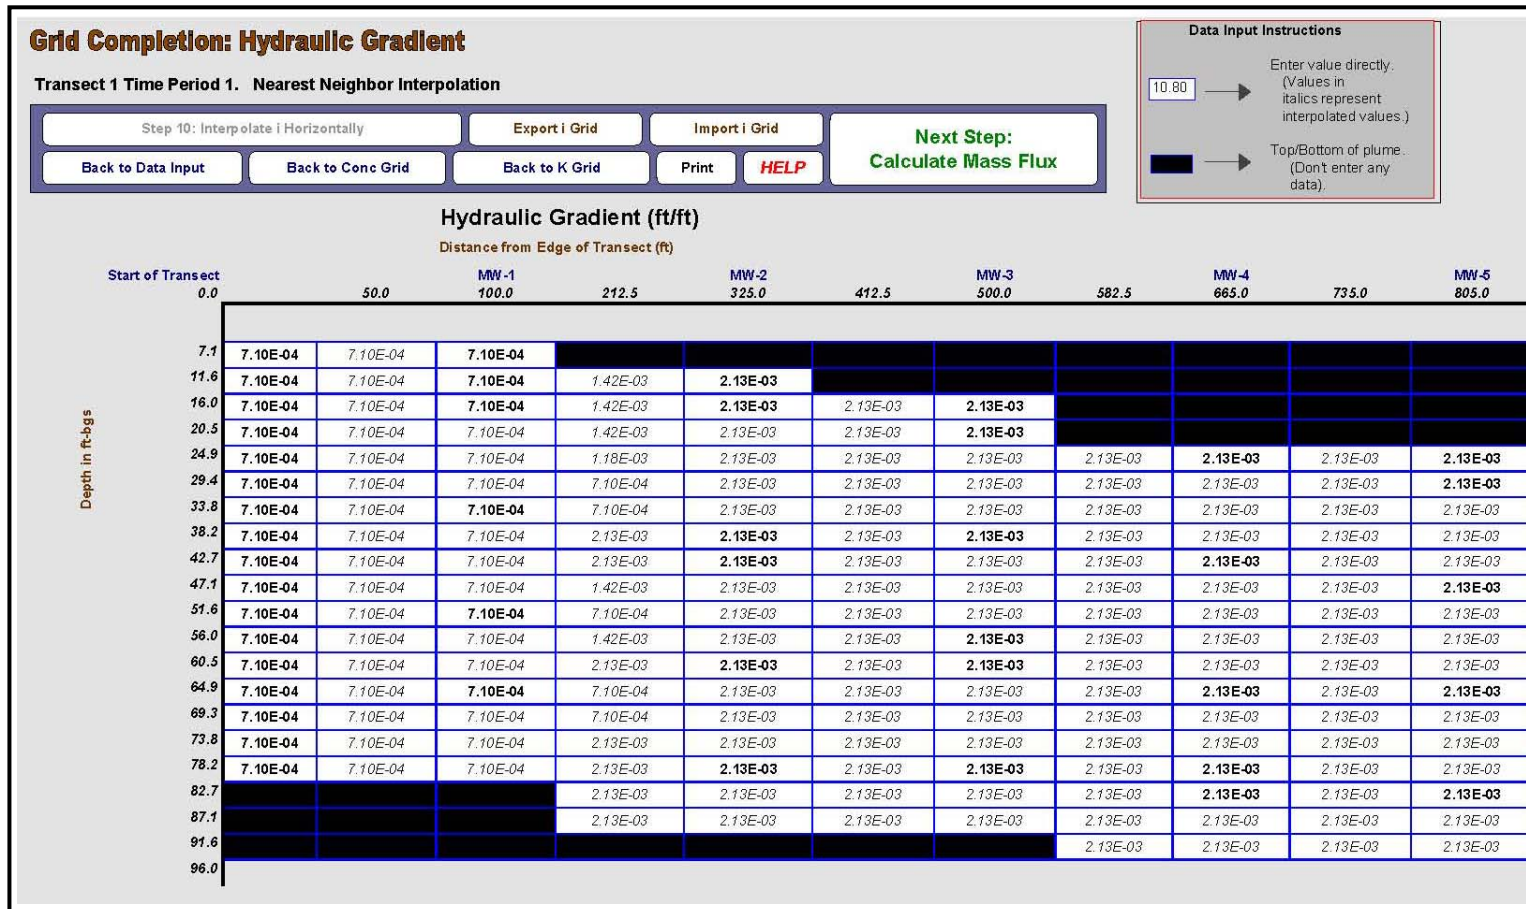 Grid Completion: Hydraulic Gradient
Transect 1 Time Period 1. Nearest Neighbor Interpolation
Step 10: Interpolate i Horizontally
Export i Grid
Import i Grid
Back to Data Input
Back to Conc Grid
Back to K Grid
Print
HELP
Next Step:
Calculate Mass Flux
Data Input Instructions
10.80
Enter value directly.
(Values in
italics represent
interpolated values.)
Top/Bottom of plume.
(Don't enter any
data).
Hydraulic Gradient (ft/ft)
Distance from Edge of Transect (ft)
Start of Transect MW-1 MW-2 MW-3 MW-4 MW-5
0.0 50.0 100.0 212.5 325.0 412.5 500.0 582.5 665.0 735.0 805.0
Depth in ft-bgs
7.1 7.10E-04 7.10E-04 7.10E-04
11.6 7.10E-04 7.10E-04 7.10E-04 1.42E-03 2.13E-03
16.0 7.10E-04 7.10E-04 7.10E-04 1.42E-03 2.13E-03 2.13E-03 2.13E-03
20.5 7.10E-04 7.10E-04 7.10E-04 1.42E-03 2.13E-03 2.13E-03 2.13E-03
24.9 7.10E-04 7.10E-04 7.10E-04 1.18E-03 2.13E-03 2.13E-03 2.13E-03 2.13E-03 2.13E-03 2.13E-03 2.13E-03
29.4 7.10E-04 7.10E-04 7.10E-04 7.10E-04 2.13E-03 2.13E-03 2.13E-03 2.13E-03 2.13E-03 2.13E-03 2.13E-03
33.8 7.10E-04 7.10E-04 7.10E-04 7.10E-04 2.13E-03 2.13E-03 2.13E-03 2.13E-03 2.13E-03 2.13E-03 2.13E-03
38.2 7.10E-04 7.10E-04 7.10E-04 2.13E-03 2.13E-03 2.13E-03 2.13E-03 2.13E-03 2.13E-03 2.13E-03 2.13E-03
42.7 7.10E-04 7.10E-04 7.10E-04 2.13E-03 2.13E-03 2.13E-03 2.13E-03 2.13E-03 2.13E-03 2.13E-03 2.13E-03
47.1 7.10E-04 7.10E-04 7.10E-04 1.42E-03 2.13E-03 2.13E-03 2.13E-03 2.13E-03 2.13E-03 2.13E-03 2.13E-03
51.6 7.10E-04 7.10E-04 7.10E-04 7.10E-04 2.13E-03 2.13E-03 2.13E-03 2.13E-03 2.13E-03 2.13E-03 2.13E-03
56.0 7.10E-04 7.10E-04 7.10E-04 1.42E-03 2.13E-03 2.13E-03 2.13E-03 2.13E-03 2.13E-03 2.13E-03 2.13E-03
60.5 7.10E-04 7.10E-04 7.10E-04 2.13E-03 2.13E-03 2.13E-03 2.13E-03 2.13E-03 2.13E-03 2.13E-03 2.13E-03
64.9 7.10E-04 7.10E-04 7.10E-04 7.10E-04 2.13E-03 2.13E-03 2.13E-03 2.13E-03 2.13E-03 2.13E-03 2.13E-03
69.3 7.10E-04 7.10E-04 7.10E-04 7.10E-04 2.13E-03 2.13E-03 2.13E-03 2.13E-03 2.13E-03 2.13E-03 2.13E-03
73.8 7.10E-04 7.10E-04 7.10E-04 2.13E-03 2.13E-03 2.13E-03 2.13E-03 2.13E-03 2.13E-03 2.13E-03 2.13E-03
78.2 7.10E-04 7.10E-04 7.10E-04 2.13E-03 2.13E-03 2.13E-03 2.13E-03 2.13E-03 2.13E-03 2.13E-03 2.13E-03
82.7 2.13E-03 2.13E-03 2.13E-03 2.13E-03 2.13E-03 2.13E-03 2.13E-03 2.13E-03
87.1 2.13E-03 2.13E-03 2.13E-03 2.13E-03 2.13E-03 2.13E-03 2.13E-03 2.13E-03
91.6 2.13E-03 2.13E-03 2.13E-03 2.13E-03
96.0